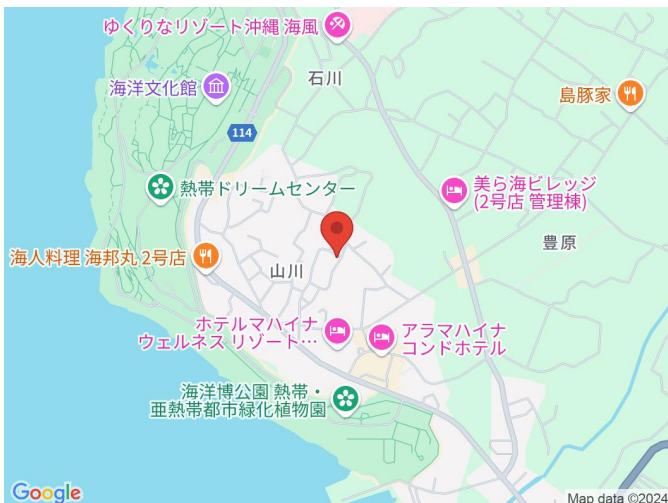 ゆくりなリゾート沖縄 海風
石川
海洋文化館
島豚家
114
熱帯ドリームセンター
美ら海ビレッジ
(2号店 管理棟)
豊原
海人料理 海邦丸 2号店
山川
ホテルマハイナ
ウェルネス リゾート…
アラマハイナ
コンドホテル
海洋博公園 熱帯・
亜熱帯都市緑化植物園
Google
Map data ©2024